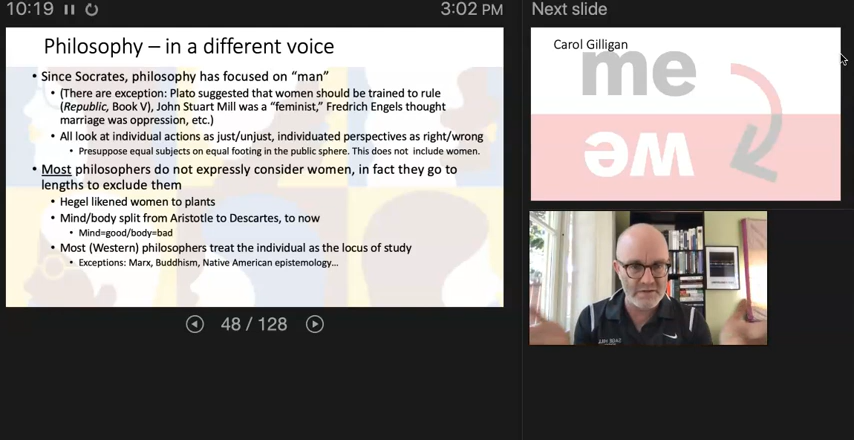 10:19
3:02 PM
Next slide
Philosophy – in a different voice
• Since Socrates, philosophy has focused on “man”
• (There are exception: Plato suggested that women should be trained to rule
(Republic, Book V), John Stuart Mill was a “feminist,” Fredrich Engels thought
marriage was oppression, etc.)
• All look at individual actions as just/unjust, individuated perspectives as right/wrong
• Presuppose equal subjects on equal footing in the public sphere. This does not include women.
• Most philosophers do not expressly consider women, in fact they go to
lengths to exclude them
• Hegel likened women to plants
• Mind/body split from Aristotle to Descartes, to now
• Mind=good/body=bad
• Most (Western) philosophers treat the individual as the locus of study
• Exceptions: Marx, Buddhism, Native American epistemology…
48 / 128
Carol Gilligan
me
we